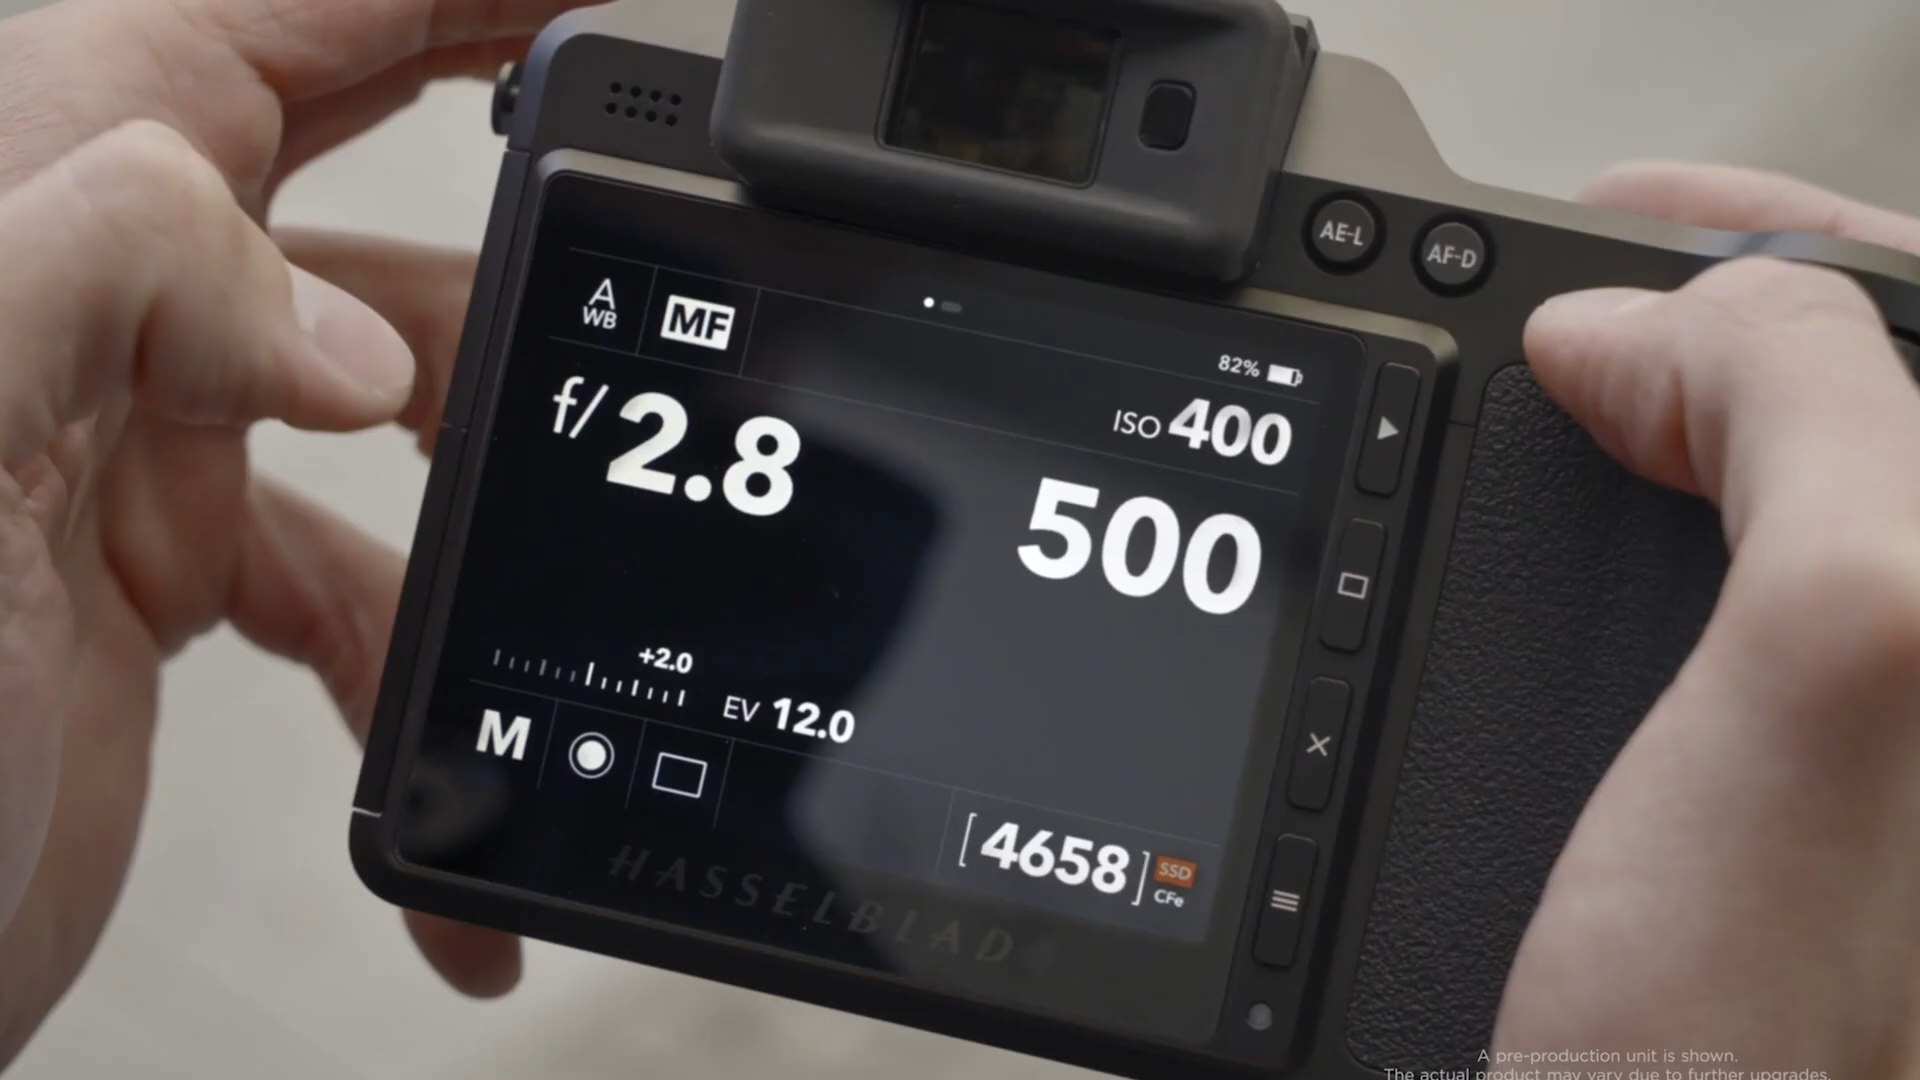 AE-L
AF-D
A
WB
MF
82%
f/2.8
ISO 400
500
+2.0
EV 12.0
M
[4658]
SSD
CFe
HASSELBLAD
A pre-production unit is shown.
The actual product may vary due to further upgrades.